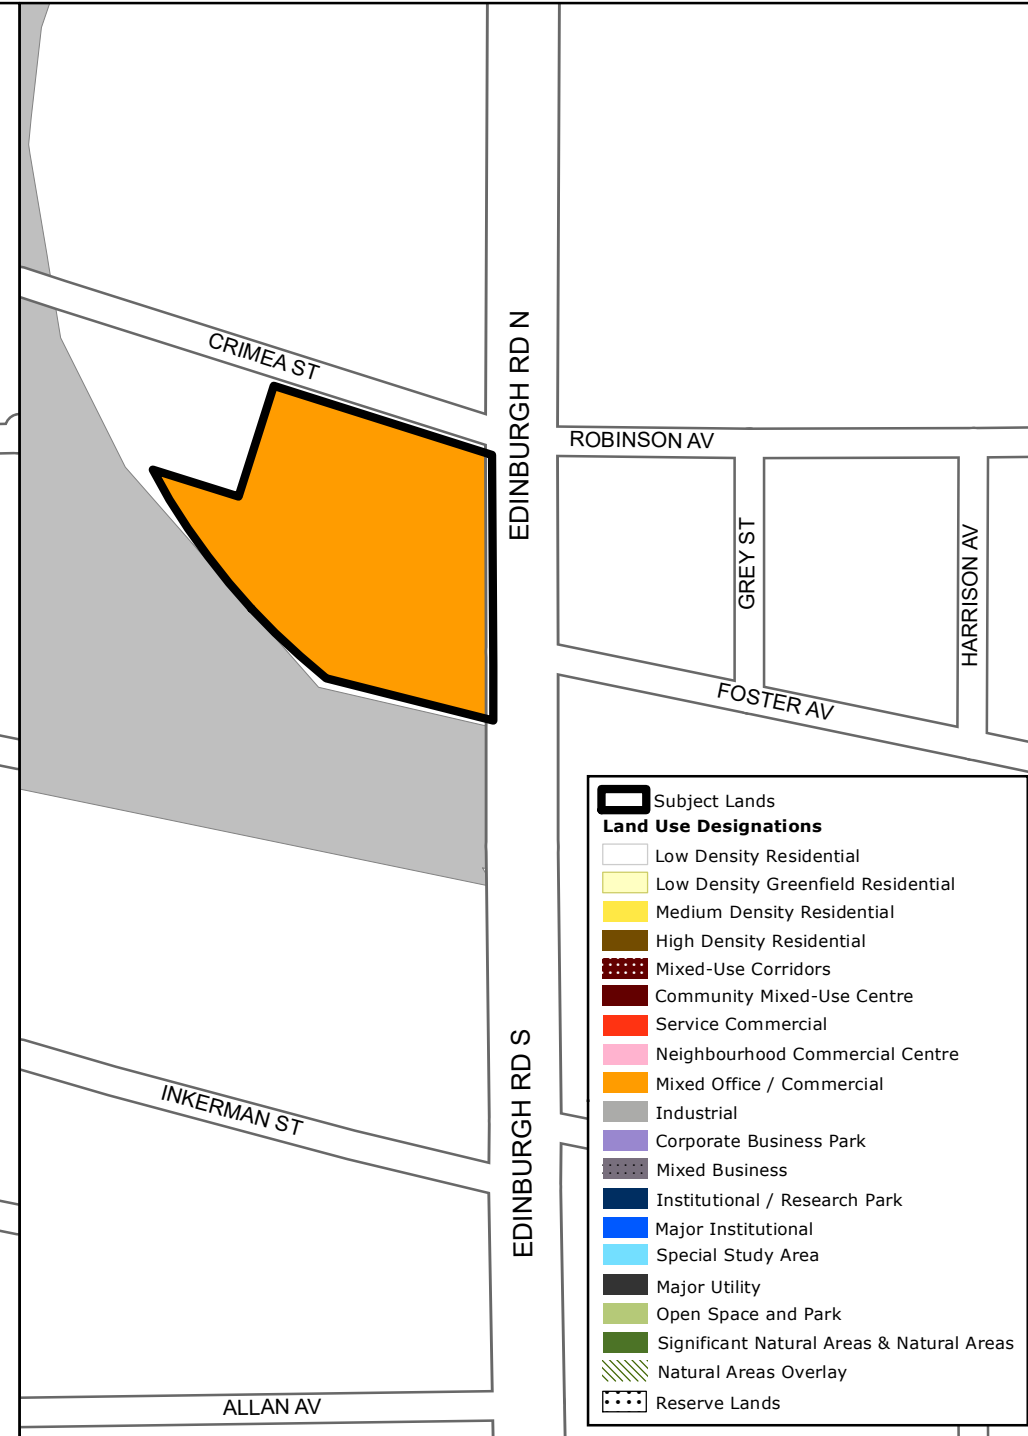 CRIMEA ST
EDINBURGH RD N
ROBINSON AV
GREY ST
HARRISON AV
FOSTER AV
INKERMAN ST
EDINBURGH RD S
ALLAN AV
Subject Lands
Land Use Designations
Low Density Residential
Low Density Greenfield Residential
Medium Density Residential
High Density Residential
Mixed-Use Corridors
Community Mixed-Use Centre
Service Commercial
Neighbourhood Commercial Centre
Mixed Office / Commercial
Industrial
Corporate Business Park
Mixed Business
Institutional / Research Park
Major Institutional
Special Study Area
Major Utility
Open Space and Park
Significant Natural Areas & Natural Areas
Natural Areas Overlay
Reserve Lands